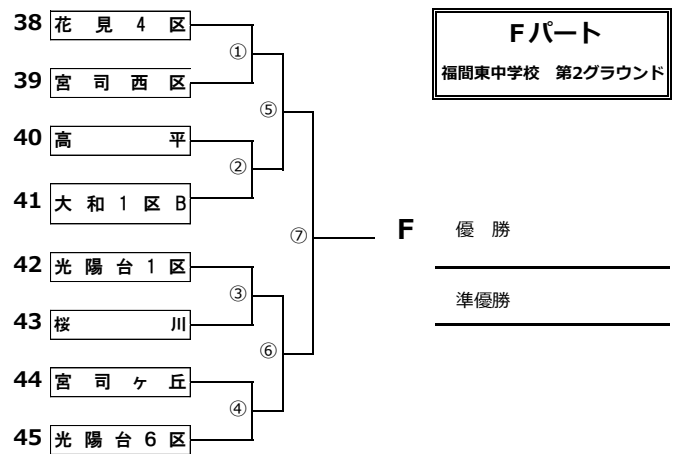 Fパート
福間東中学校 第2グラウンド
38 花見4区
①
39 宮司西区
⑤
40 高平
②
41 大和1区B
⑦
F 優勝
42 光陽台1区
③
準優勝
43 桜川
⑥
44 宮司ヶ丘
④
45 光陽台6区